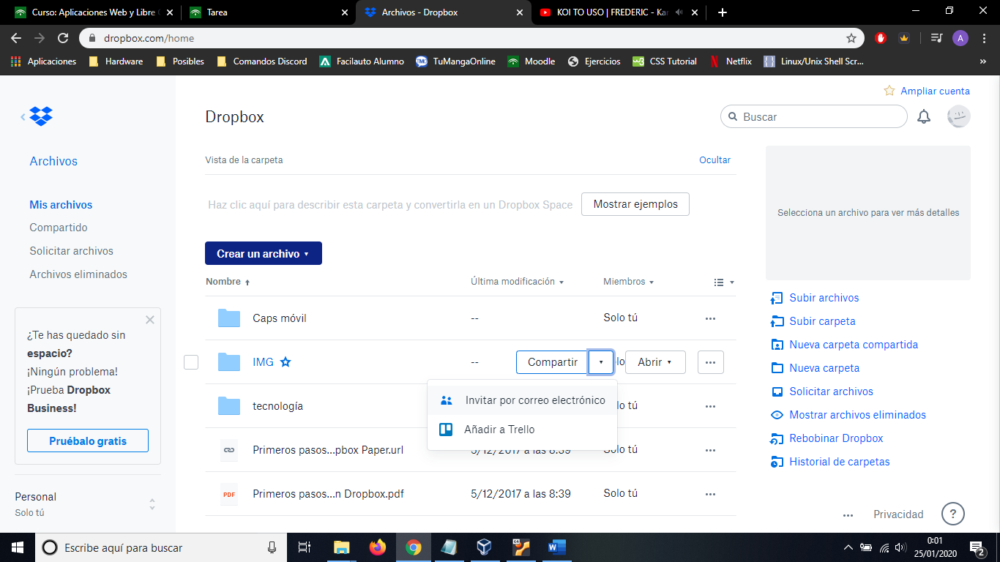 Curso: Aplicaciones Web y Libre
Tarea
Archivos - Dropbox
KOI TO USO | FREDERIC - Kar
dropbox.com/home
A
Aplicaciones
Hardware
Posibles
Comandos Discord
Facilauto Alumno
TuMangaOnline
Moodle
Ejercicios
CSS Tutorial
Netflix
Linux/Unix Shell Scr...
»
Ampliar cuenta
Dropbox
Buscar
Archivos
Vista de la carpeta
Ocultar
Mis archivos
Compartido
Solicitar archivos
Archivos eliminados
Haz clic aquí para describir esta carpeta y convertirla en un Dropbox Space
Mostrar ejemplos
Selecciona un archivo para ver más detalles
Crear un archivo
Nombre
Última modificación
Miembros
Caps móvil
--
Solo tú
IMG
--
Compartir
olo
Abrir
Invitar por correo electrónico
Añadir a Trello
tecnología
olo tú
Primeros pasos...pbox Paper.url
5/12/2017 a las 8:39
olo tú
PDF
Primeros pasos...n Dropbox.pdf
5/12/2017 a las 8:39
Solo tú
Subir archivos
Subir carpeta
Nueva carpeta compartida
Nueva carpeta
Solicitar archivos
Mostrar archivos eliminados
Rebobinar Dropbox
Historial de carpetas
¿Te has quedado sin
espacio?
¡Ningún problema!
¡Prueba Dropbox
Business!
Pruébalo gratis
Personal
Solo tú
Privacidad
?
Escribe aquí para buscar
0:01
25/01/2020
2